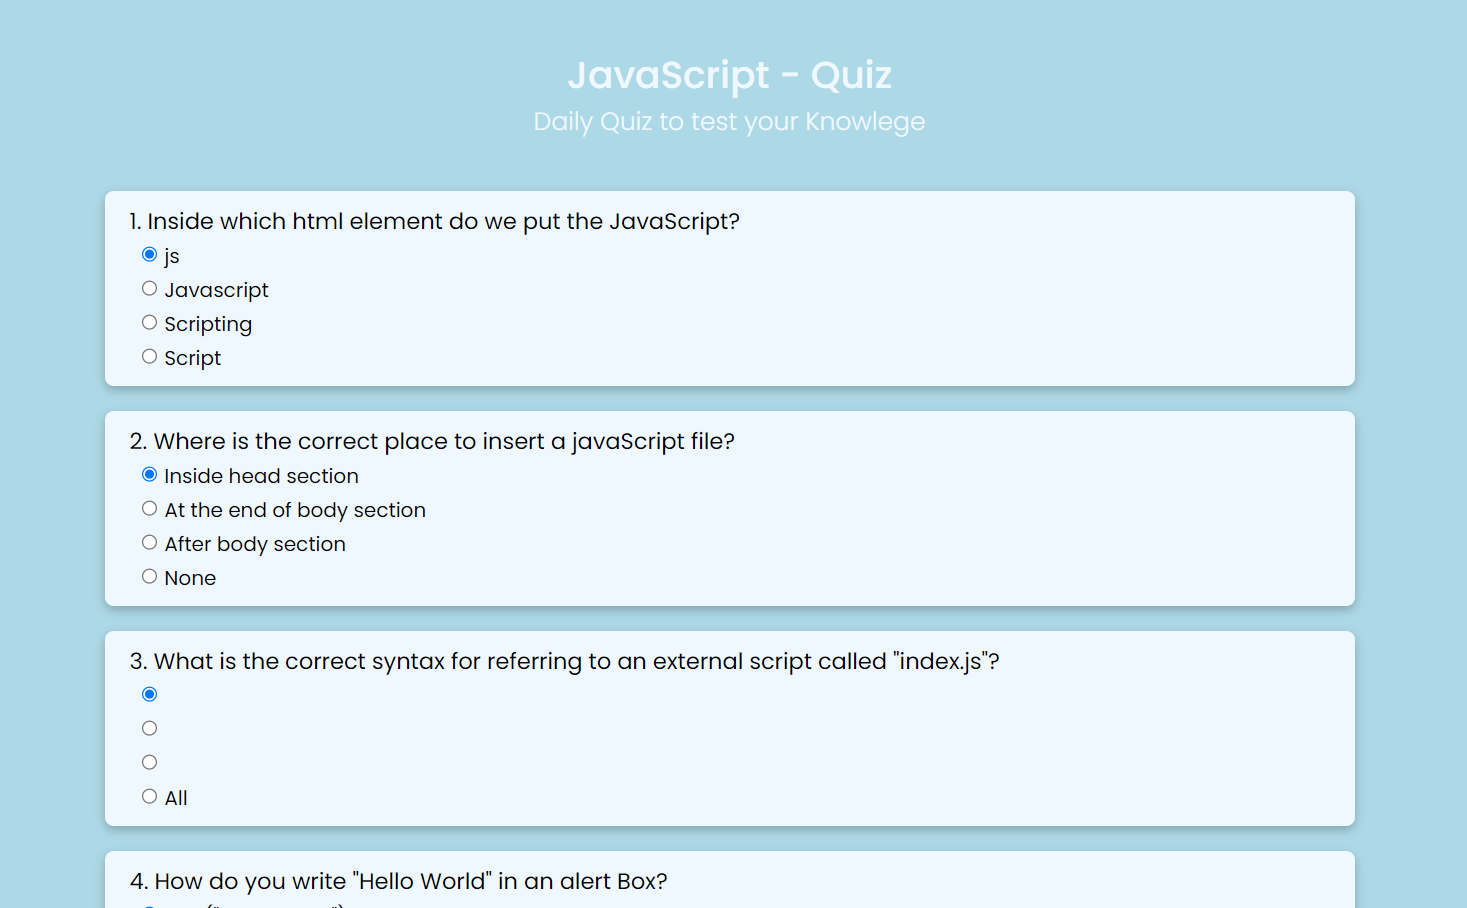 JavaScript - Quiz
Daily Quiz to test your Knowlege
1. Inside which html element do we put the JavaScript?
js
Javascript
Scripting
Script
2. Where is the correct place to insert a javaScript file?
Inside head section
At the end of body section
After body section
None
3. What is the correct syntax for referring to an external script called "index.js"?
All
4. How do you write "Hello World" in an alert Box?